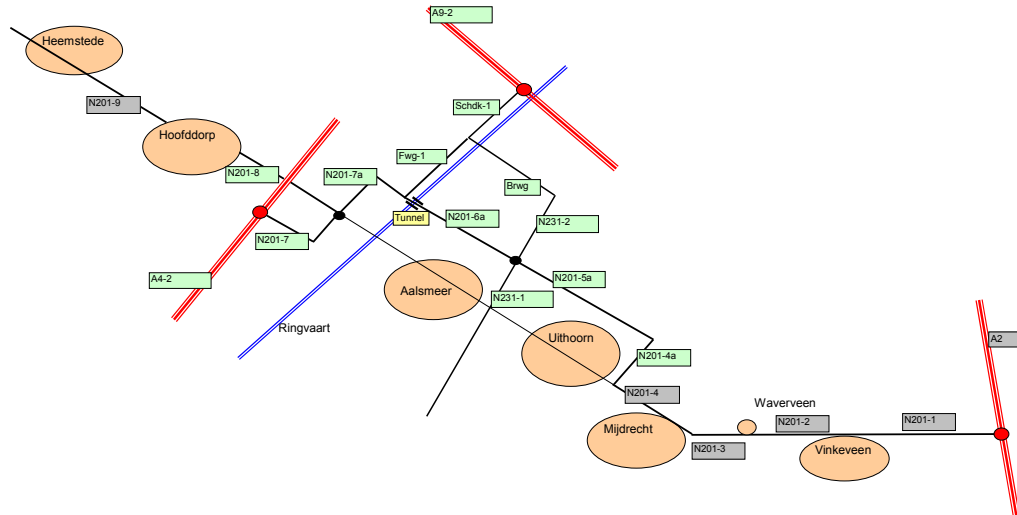 A9-2
Heemstede
N201-9
Schdk-1
Hoofddorp
Fwg-1
N201-8
N201-7a
Brwg
Tunnel
N201-6a
N231-2
N201-7
A4-2
N201-5a
Aalsmeer
N231-1
Ringvaart
Uithoorn
A2
N201-4a
N201-4
Waverveen
N201-2
N201-1
Mijdrecht
N201-3
Vinkeveen